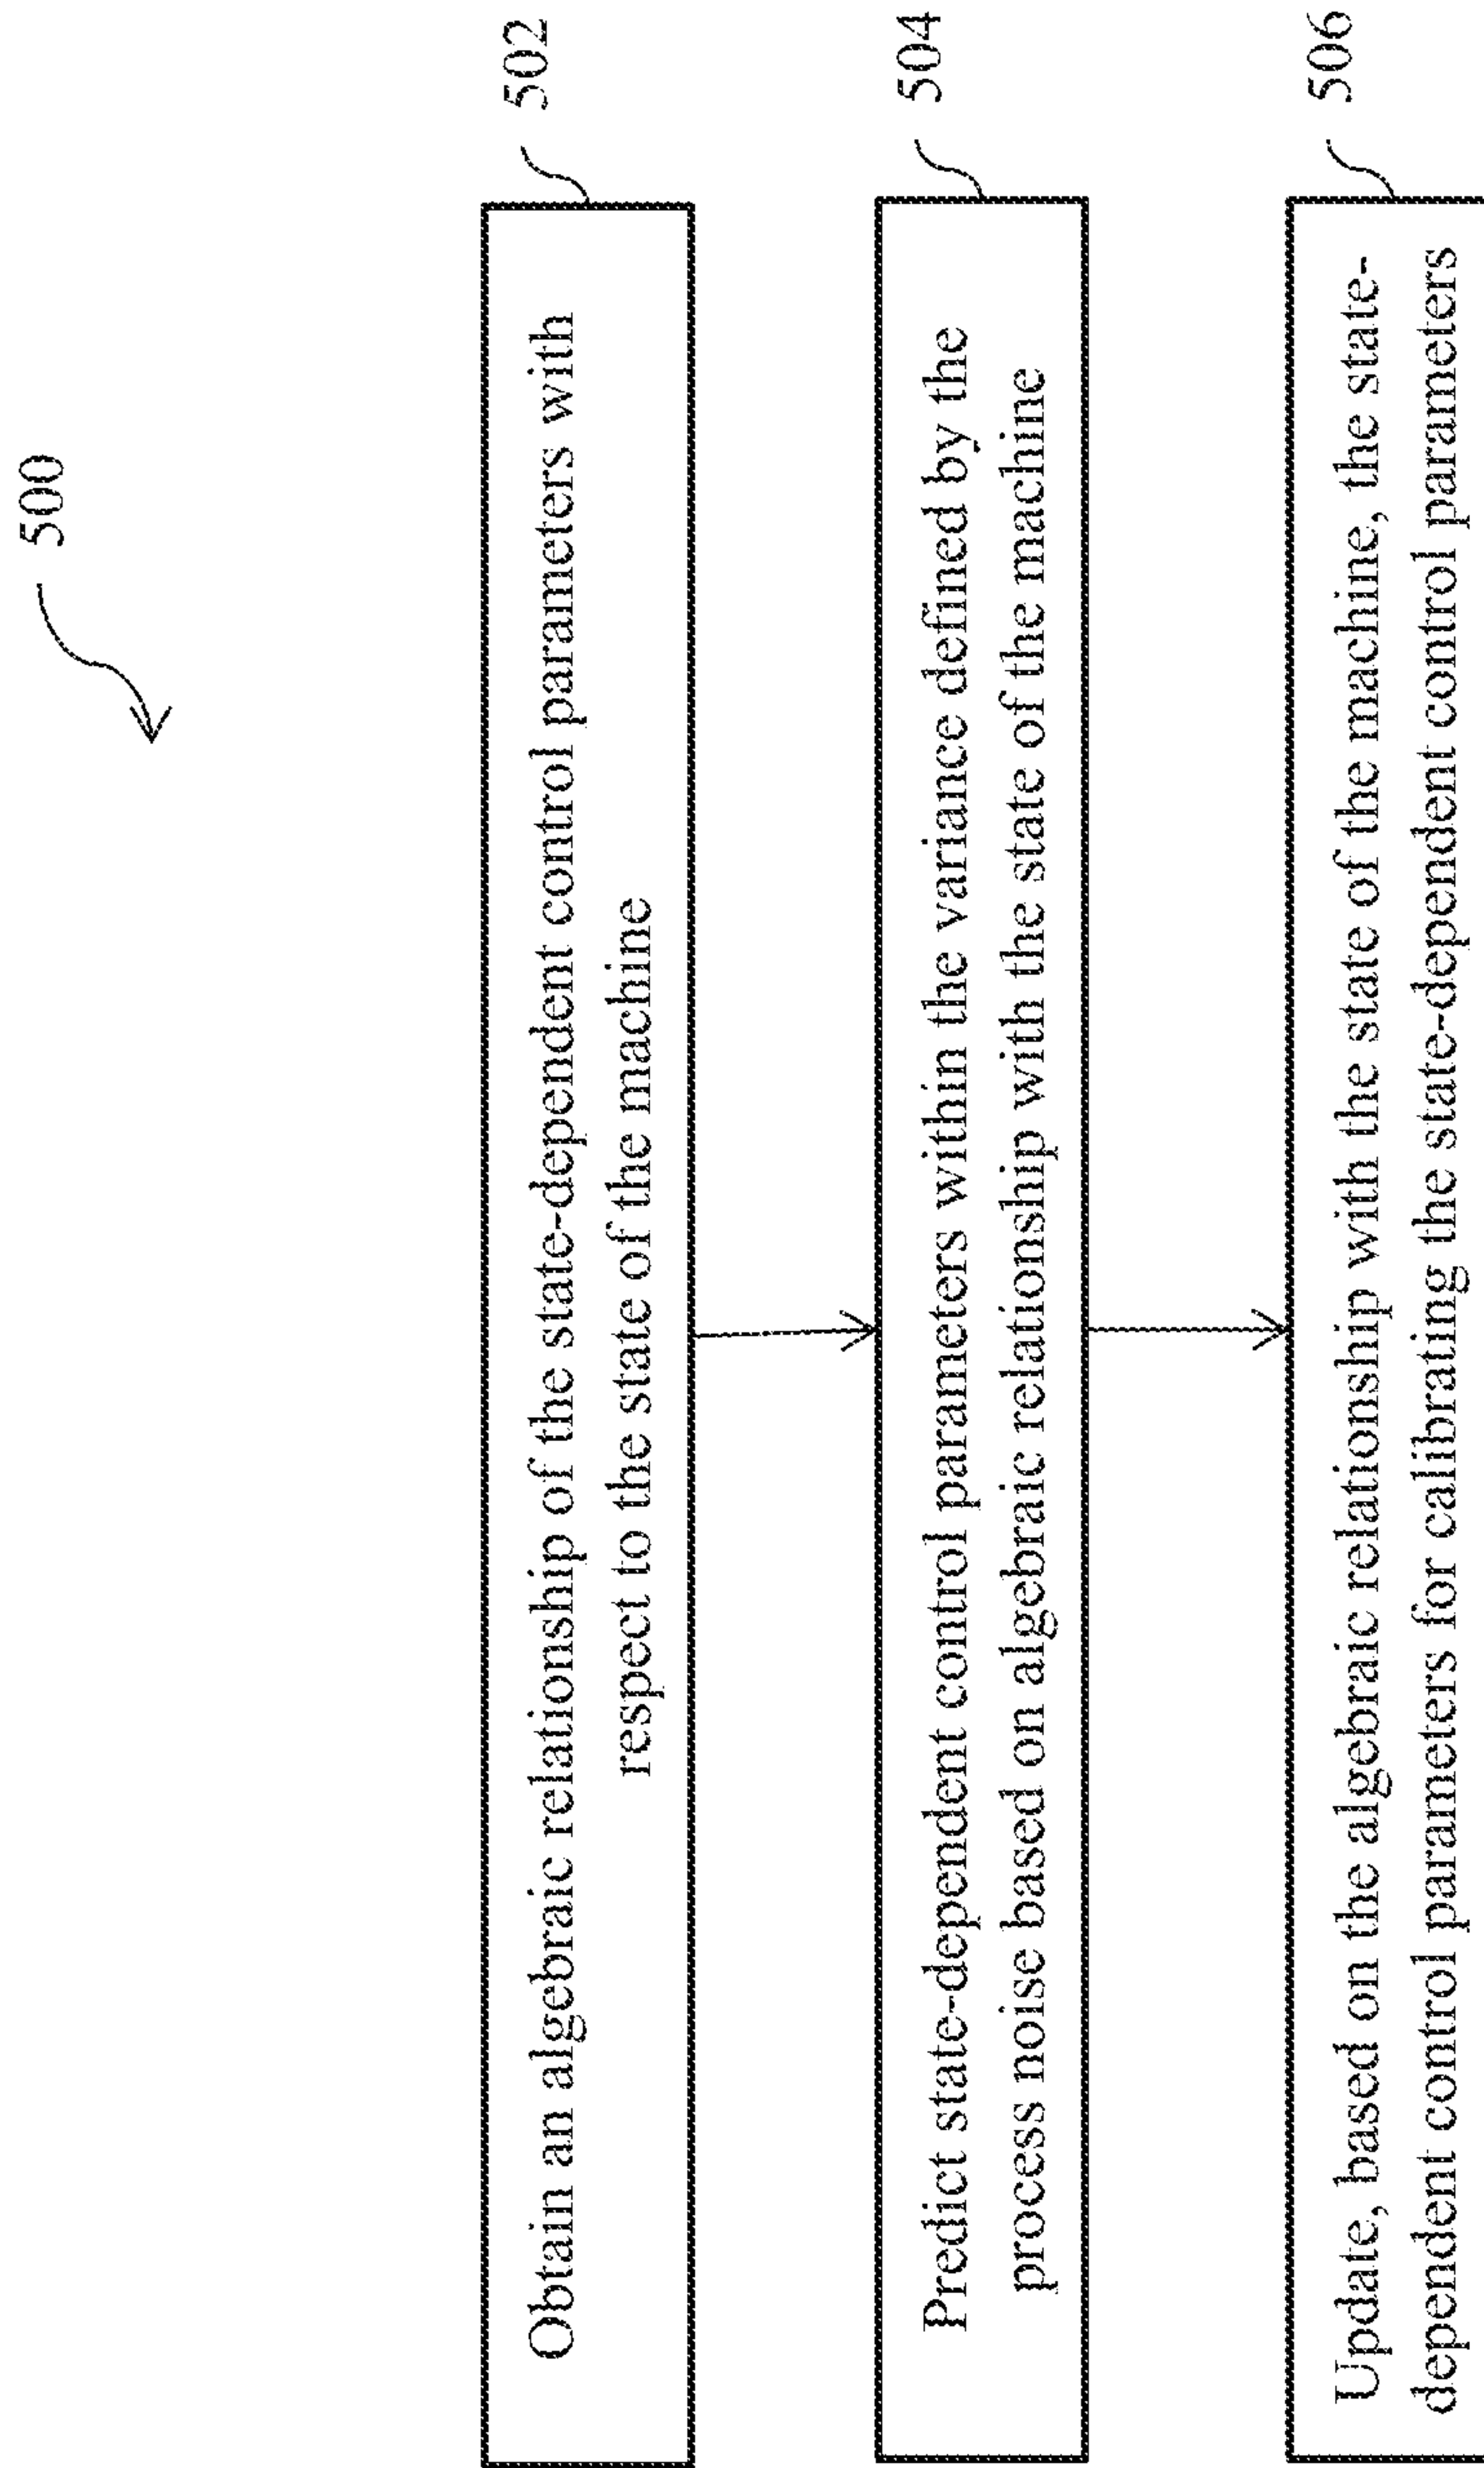 500
502
Obtain an algebraic relationship of the state-dependent control parameters with
respect to the state of the machine
504
Predict state-dependent control parameters within the variance defined by the
process noise based on algebraic relationship with the state of the machine
506
Update, based on the algebraic relationship with the state of the machine, the state-
dependent control parameters for calibrating the state-dependent control parameters